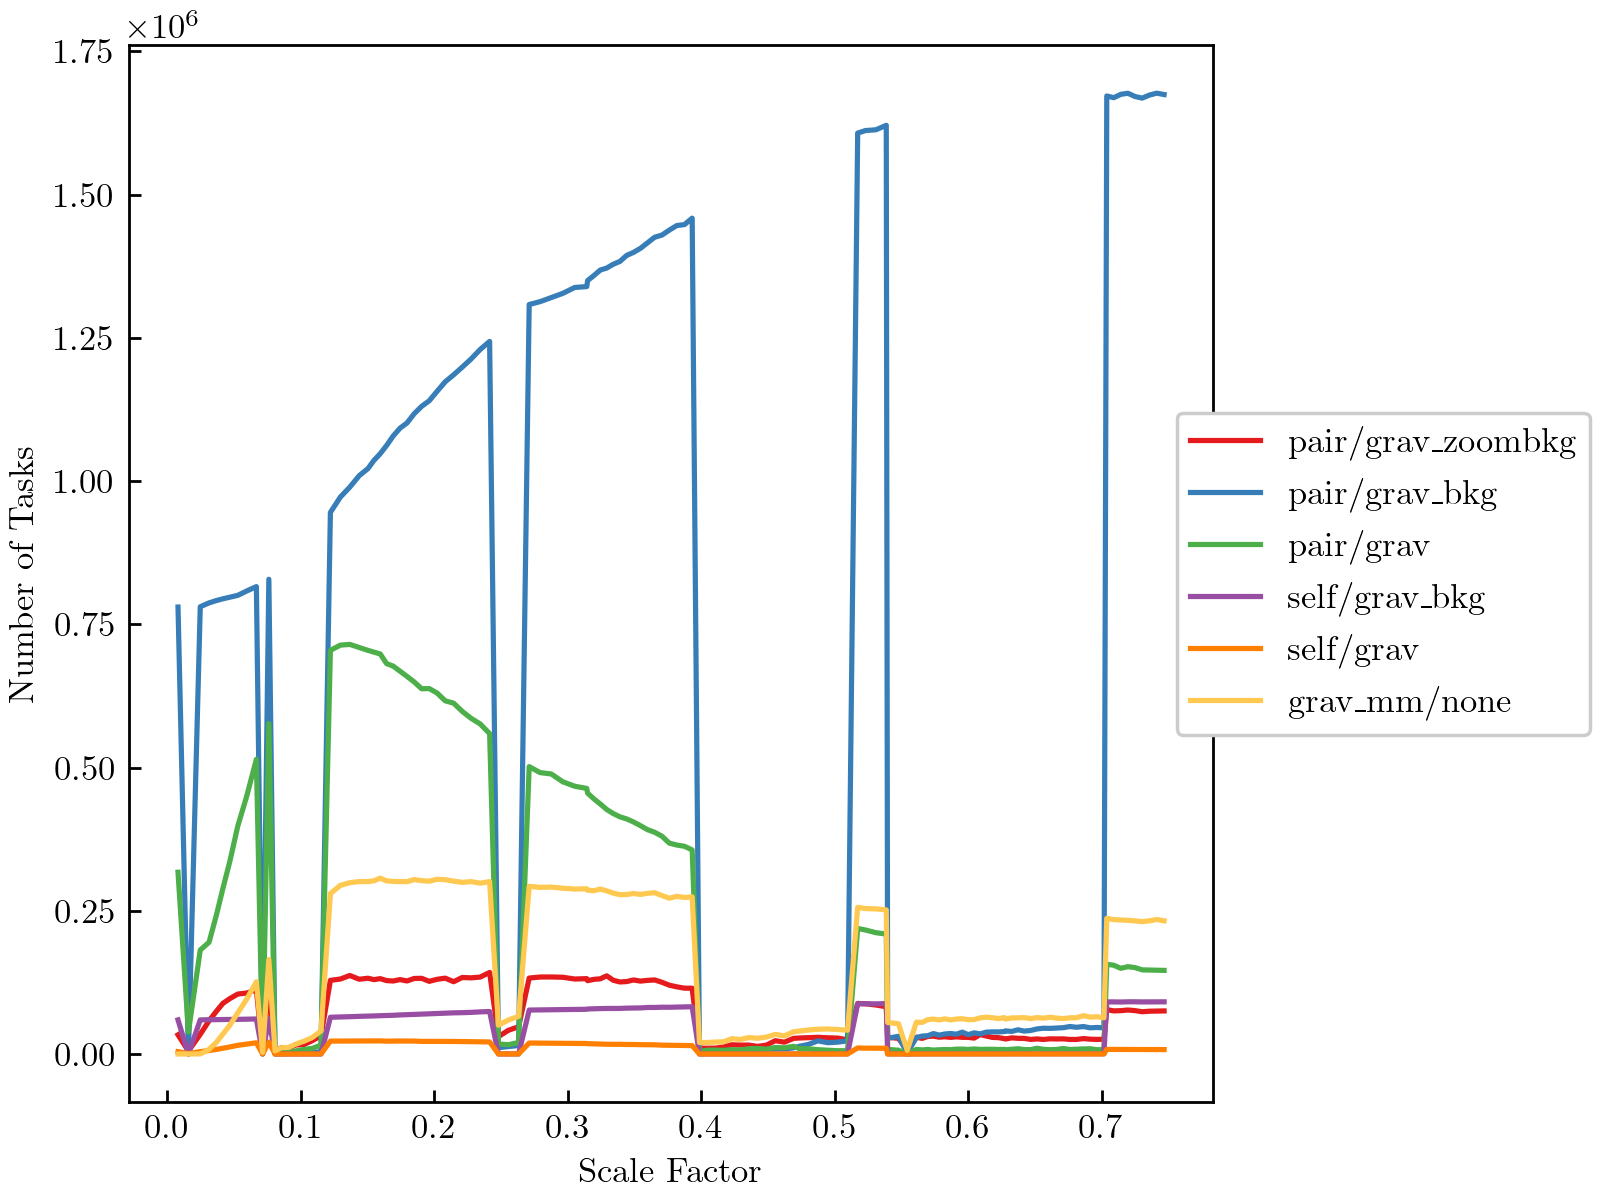 ×10⁶
1.75
1.50
1.25
1.00
0.75
0.50
0.25
0.00
Number of Tasks
0.0 0.1 0.2 0.3 0.4 0.5 0.6 0.7
Scale Factor
pair/grav_zoombkg
pair/grav_bkg
pair/grav
self/grav_bkg
self/grav
grav_mm/none